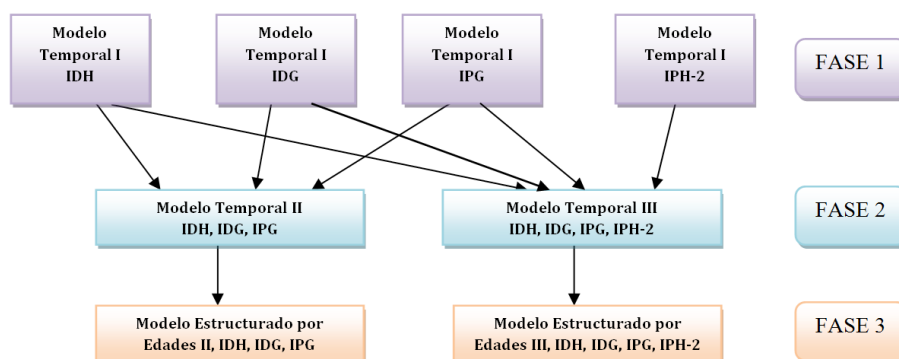 Modelo
Temporal I
IDH
Modelo
Temporal I
IDG
Modelo
Temporal I
IPG
Modelo
Temporal I
IPH-2
FASE 1
Modelo Temporal II
IDH, IDG, IPG
Modelo Temporal III
IDH, IDG, IPG, IPH-2
FASE 2
Modelo Estructurado por
Edades II, IDH, IDG, IPG
Modelo Estructurado por
Edades III, IDH, IDG, IPG, IPH-2
FASE 3